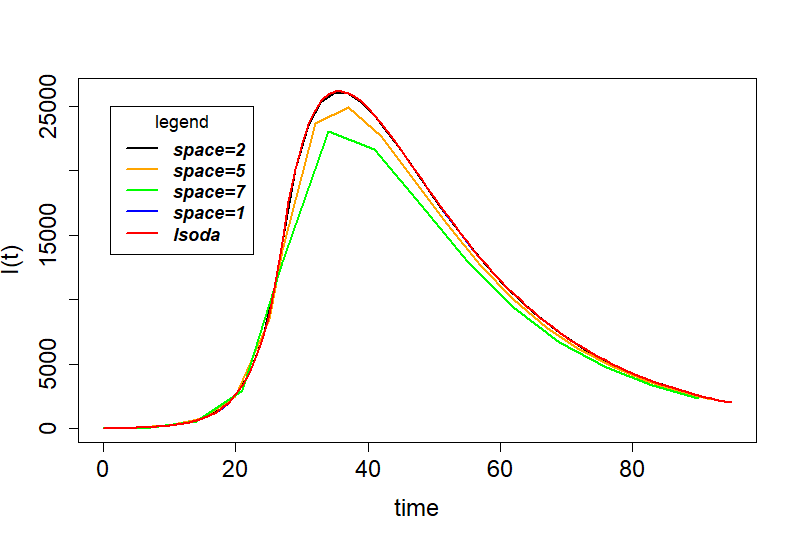 25000
15000
5000
0
I(t)
legend
space=2
space=5
space=7
space=1
lsoda
0 20 40 60 80
time